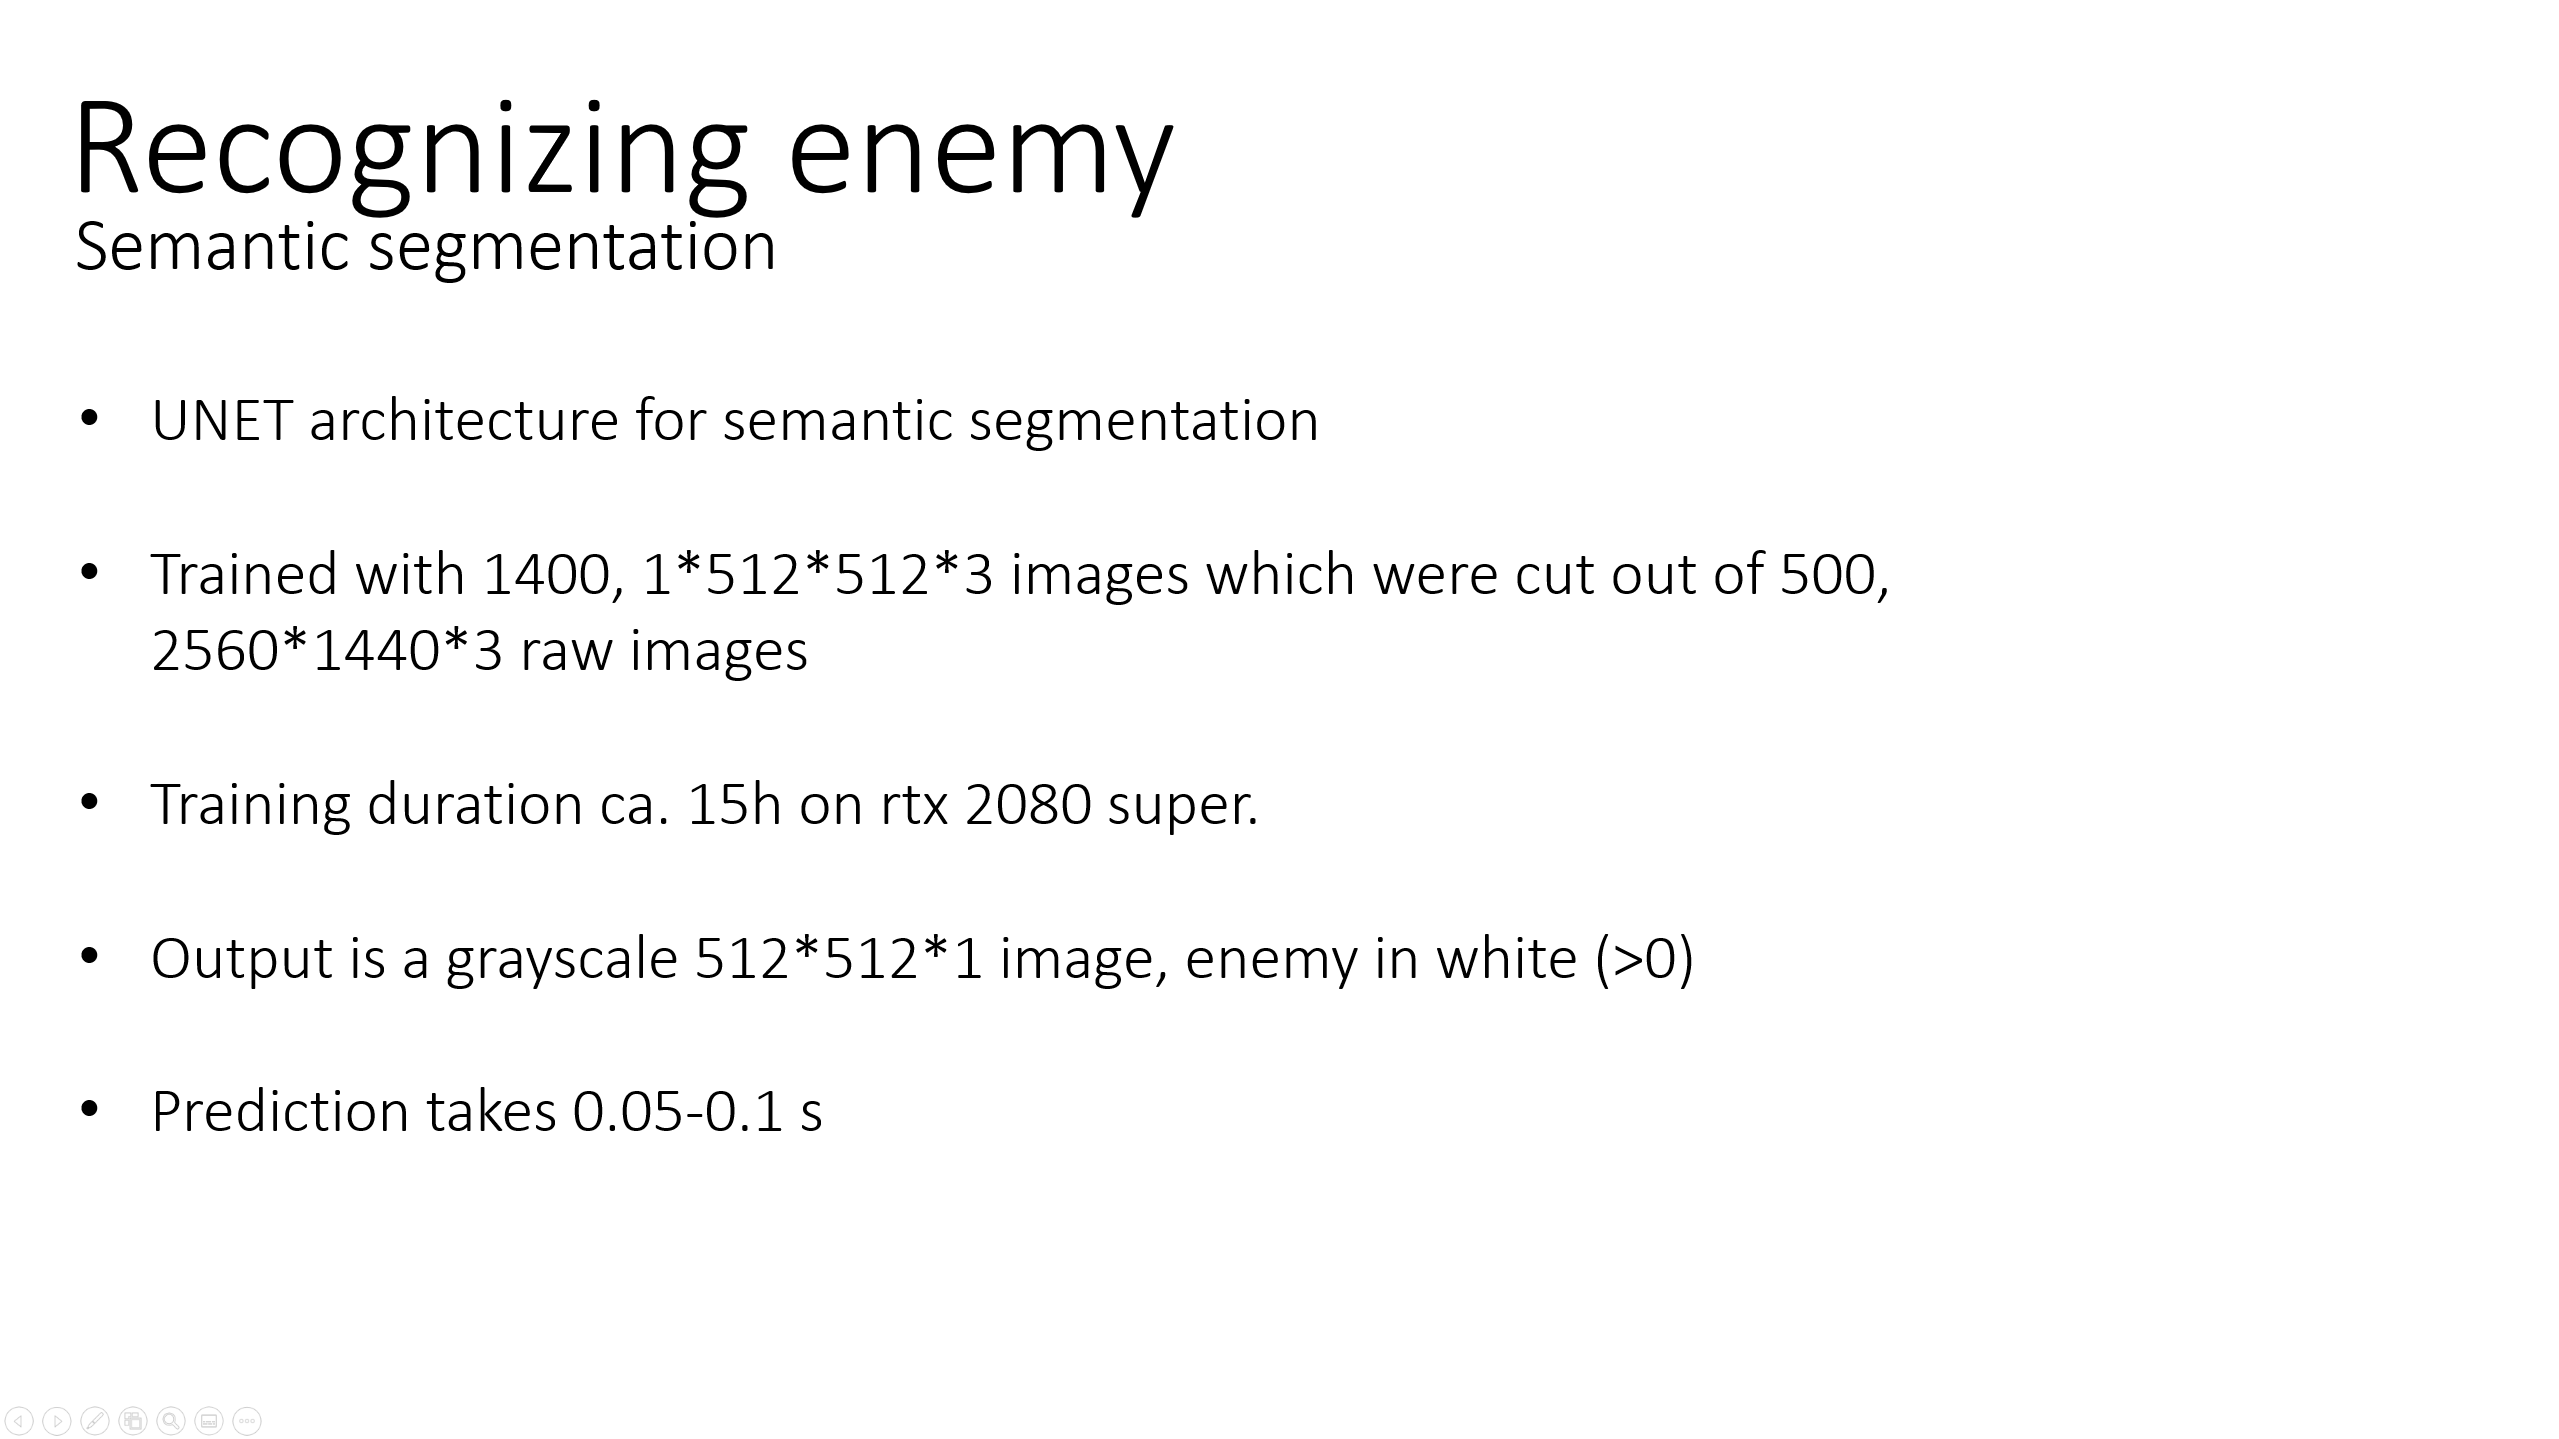 Recognizing enemy
Semantic segmentation
• UNET architecture for semantic segmentation
• Trained with 1400, 1*512*512*3 images which were cut out of 500,
2560*1440*3 raw images
• Training duration ca. 15h on rtx 2080 super.
• Output is a grayscale 512*512*1 image, enemy in white (>0)
• Prediction takes 0.05-0.1 s